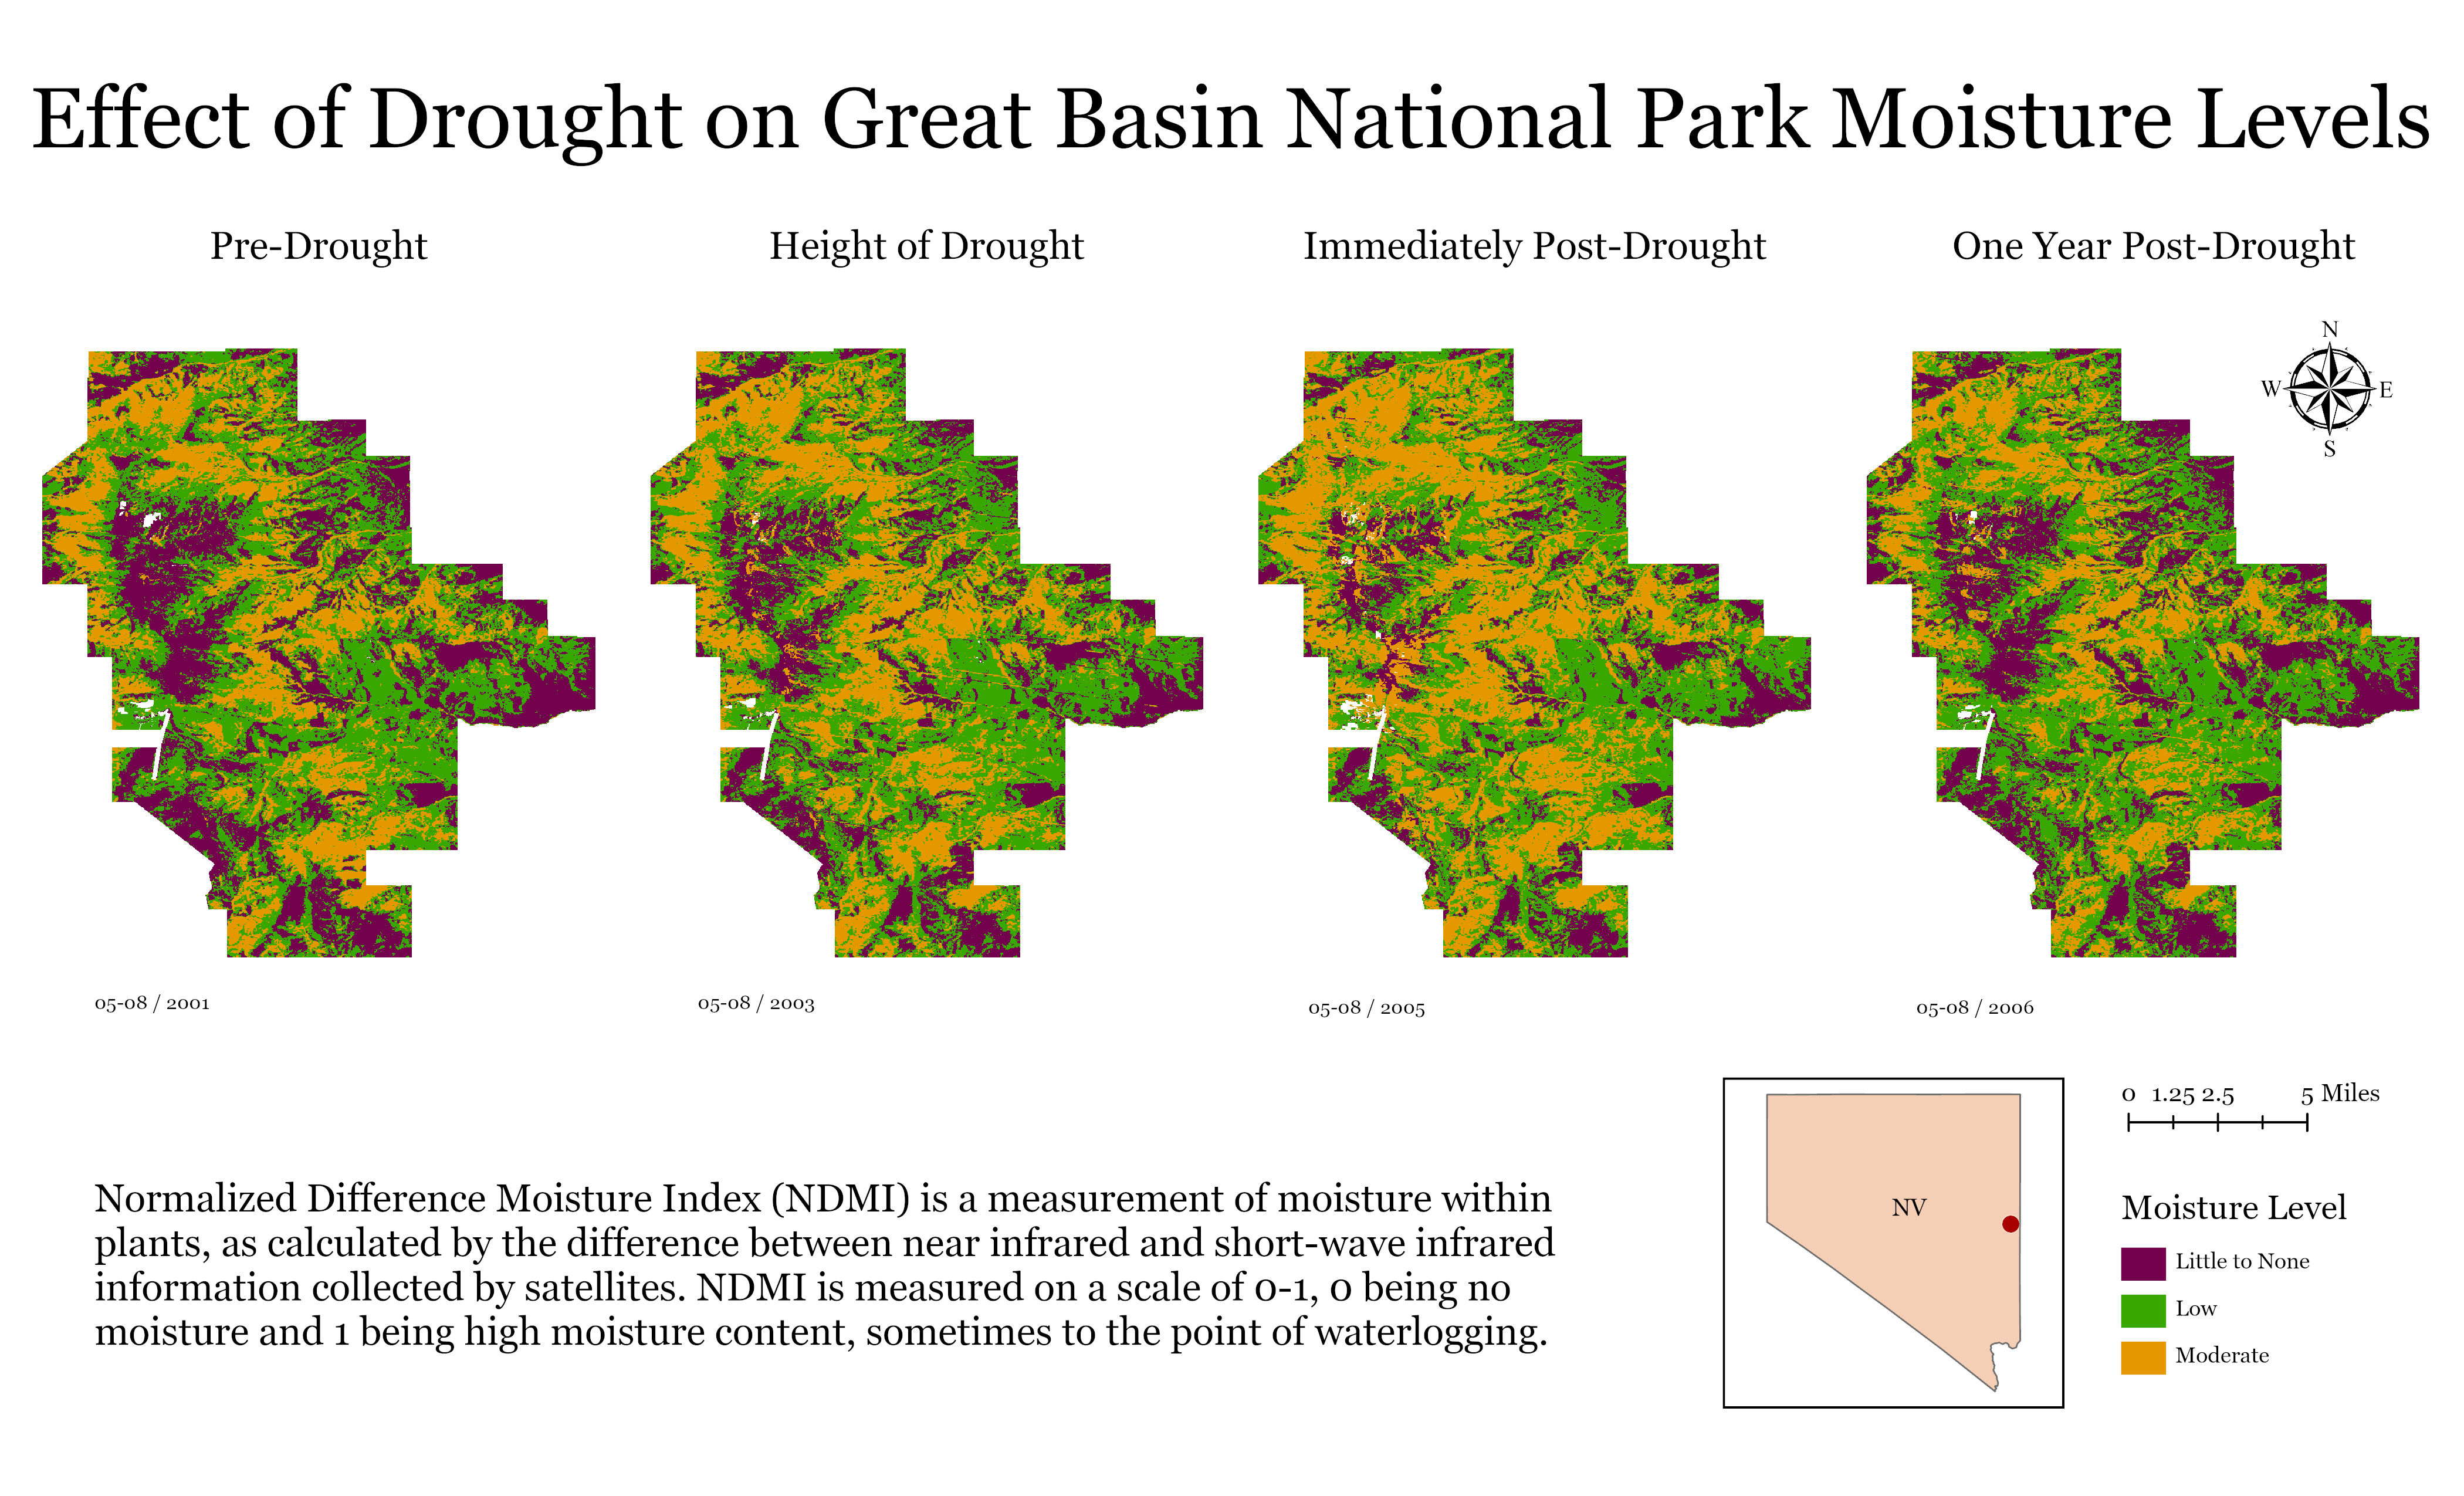 Effect of Drought on Great Basin National Park Moisture Levels
Pre-Drought
Height of Drought
Immediately Post-Drought
One Year Post-Drought
N
W
E
S
05-08 / 2001
05-08 / 2003
05-08 / 2005
05-08 / 2006
Normalized Difference Moisture Index (NDMI) is a measurement of moisture within
plants, as calculated by the difference between near infrared and short-wave infrared
information collected by satellites. NDMI is measured on a scale of 0-1, 0 being no
moisture and 1 being high moisture content, sometimes to the point of waterlogging.
NV
0 1.25 2.5 5 Miles
Moisture Level
Little to None
Low
Moderate